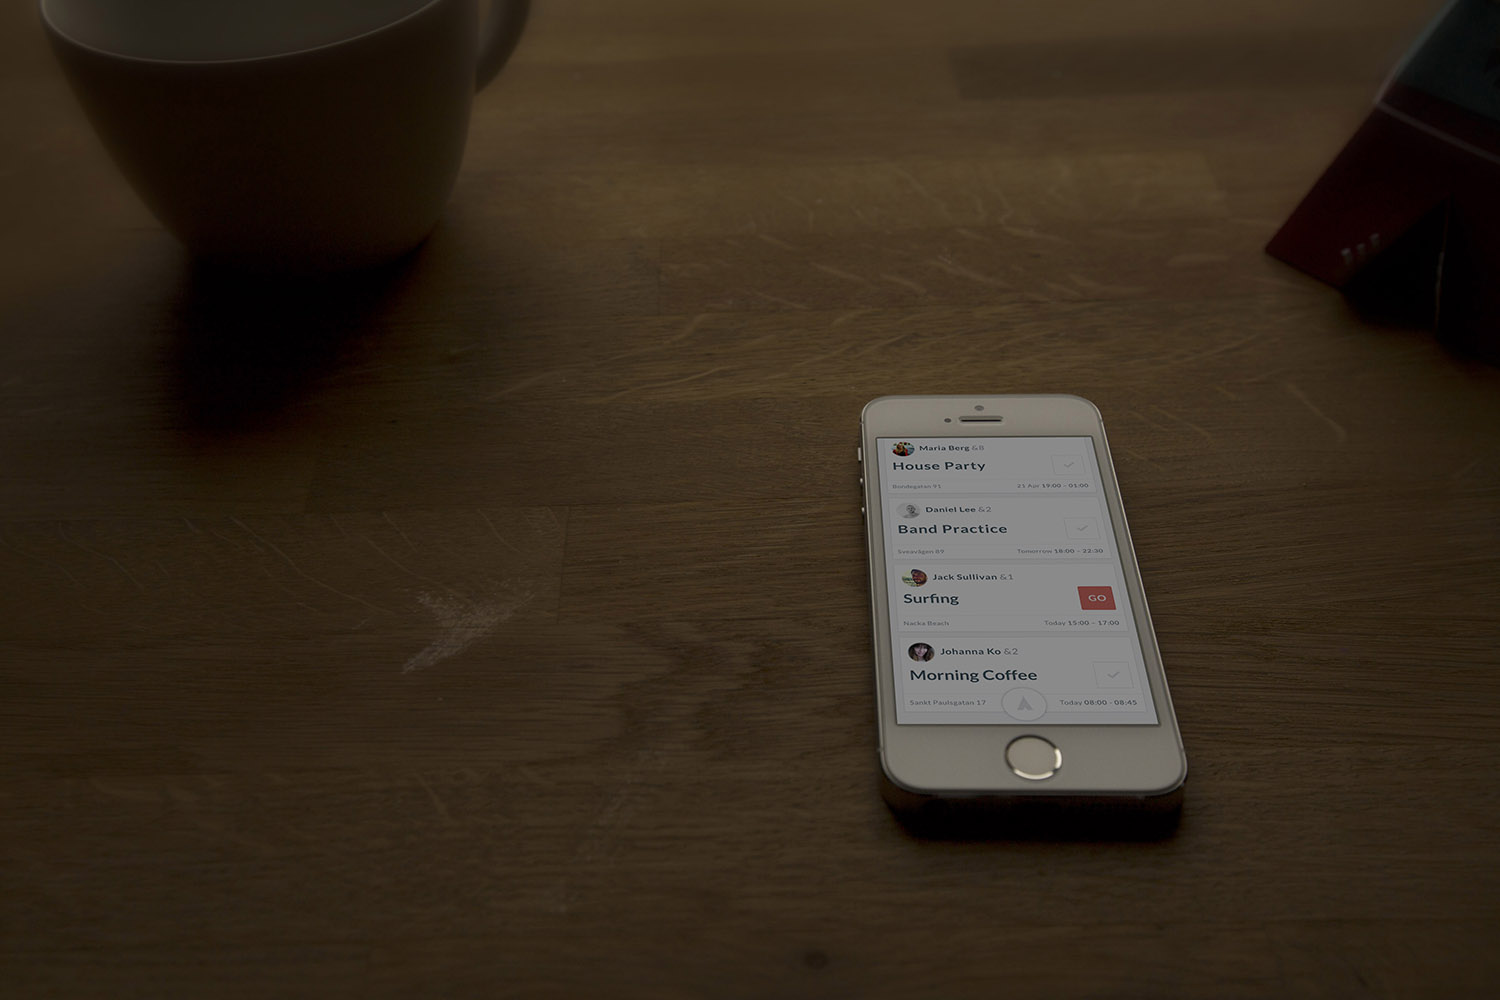 Maria Berg &8
House Party
Bondegatan 91 21 Apr 19:00 - 01:00
Daniel Lee &2
Band Practice
Sveavägen 89 Tomorrow 18:00 - 22:30
Jack Sullivan &1
Surfing
GO
Nacka Beach Today 15:00 - 17:00
Johanna Ko &2
Morning Coffee
Sankt Paulsgatan 17 Today 08:00 - 08:45